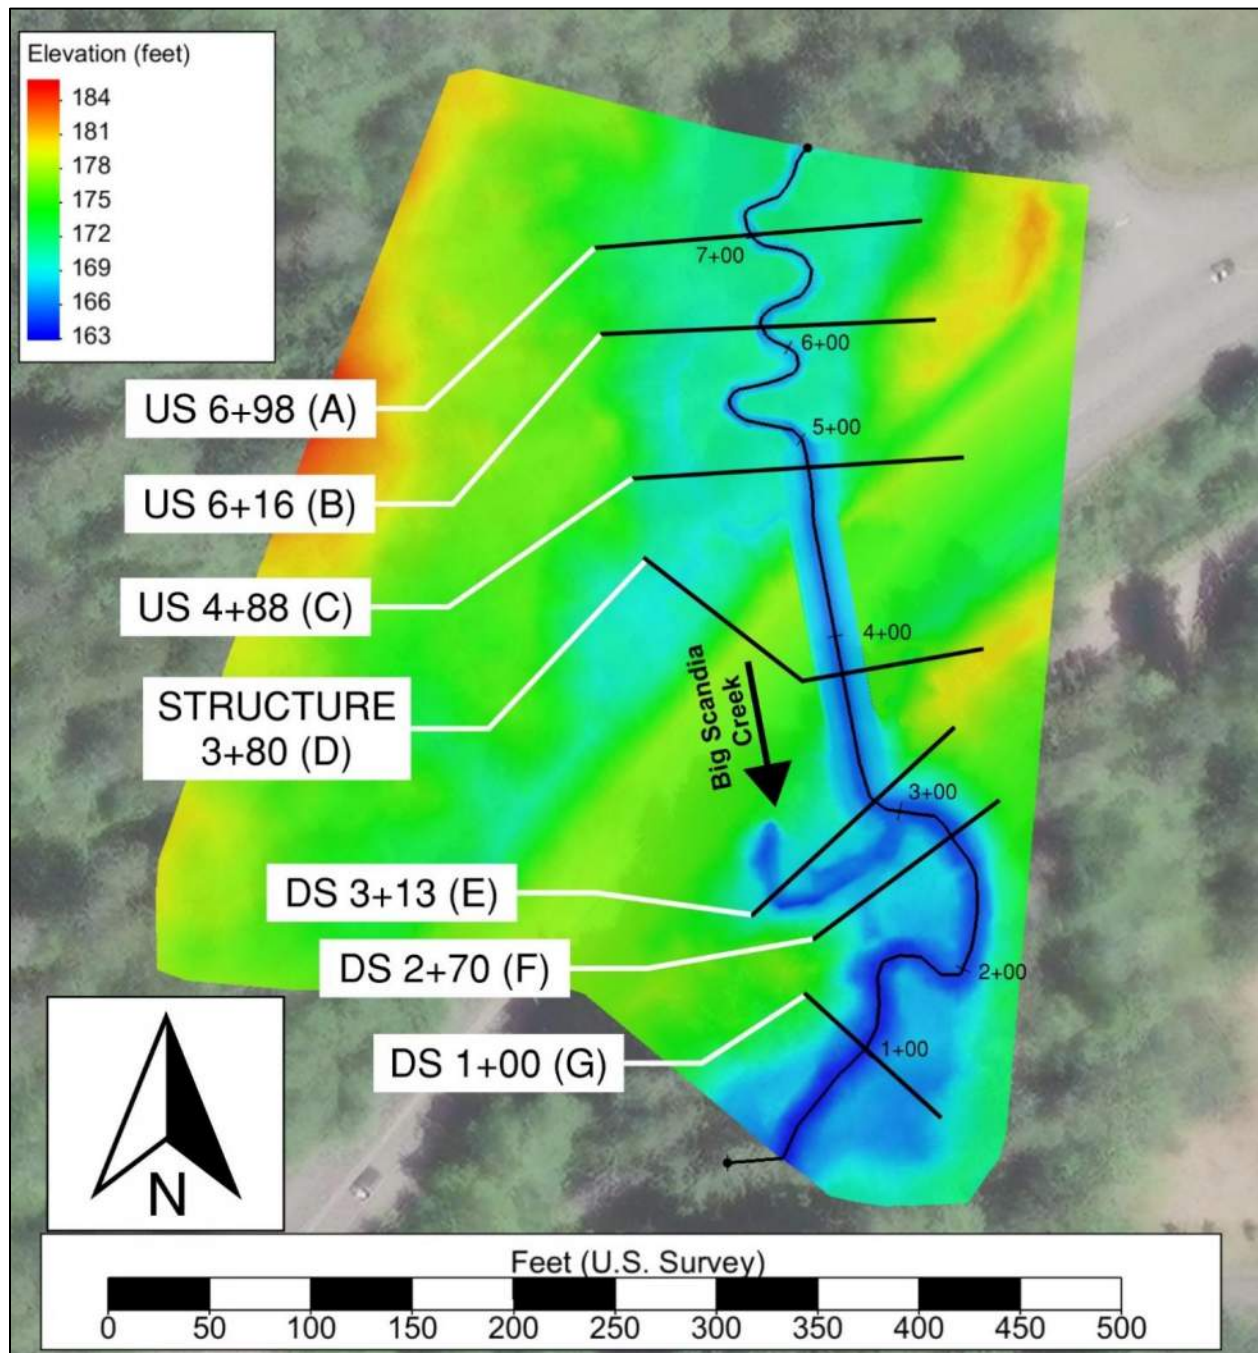 Elevation (feet)
184
181
178
175
172
169
166
163
7+00
6+00
US 6+98 (A)
5+00
US 6+16 (B)
US 4+88 (C)
4+00
STRUCTURE
3+80 (D)
Big Scandia
Creek
3+00
DS 3+13 (E)
DS 2+70 (F)
2+00
DS 1+00 (G)
1+00
N
Feet (U.S. Survey)
0 50 100 150 200 250 300 350 400 450 500